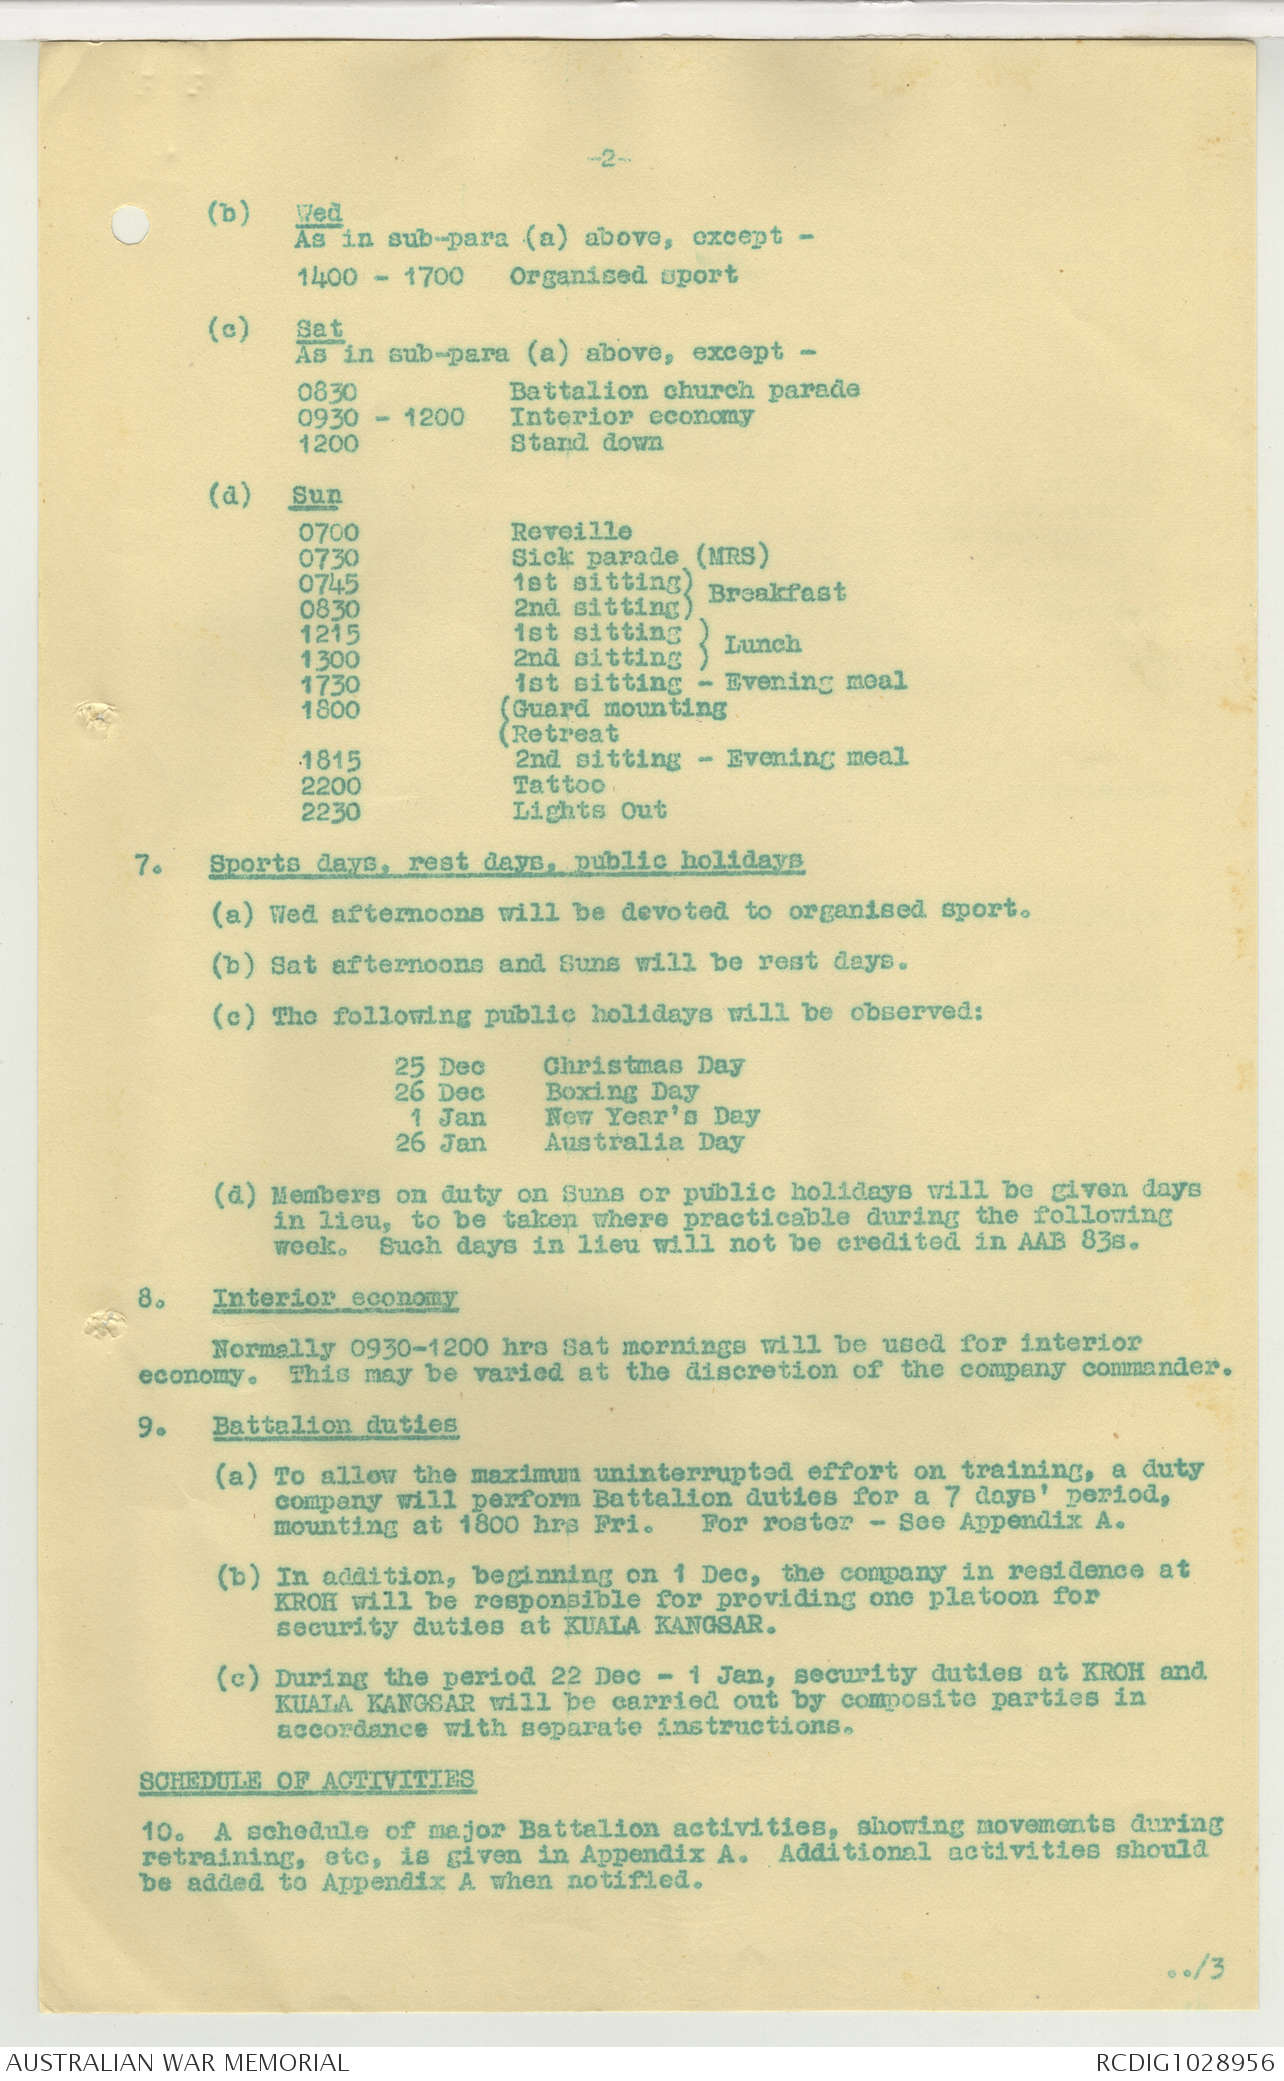 -2-
(b) Wed
As in sub-para (a) above, except -
1400 - 1700 Organised sport
(c) Sat
As in sub-para (a) above, except -
0830 Battalion church parade
0930 - 1200 Interior economy
1200 Stand down
(d) Sun
0700 Reveille
0730 Sick parade (MRS)
0745 1st sitting) Breakfast
0830 2nd sitting)
1215 1st sitting ) Lunch
1300 2nd sitting )
1730 1st sitting - Evening meal
1800 (Guard mounting
(Retreat
1815 2nd sitting - Evening meal
2200 Tattoo
2230 Lights Out
7. Sports days, rest days, public holidays
(a) Wed afternoons will be devoted to organised sport.
(b) Sat afternoons and Suns will be rest days.
(c) The following public holidays will be observed:
25 Dec Christmas Day
26 Dec Boxing Day
1 Jan New Year's Day
26 Jan Australia Day
(d) Members on duty on Suns or public holidays will be given days
in lieu, to be taken where practicable during the following
week. Such days in lieu will not be credited in AAB 83s.
8. Interior economy
Normally 0930-1200 hrs Sat mornings will be used for interior
economy. This may be varied at the discretion of the company commander.
9. Battalion duties
(a) To allow the maximum uninterrupted effort on training, a duty
company will perform Battalion duties for a 7 days' period,
mounting at 1800 hrs Fri. For roster - See Appendix A.
(b) In addition, beginning on 1 Dec, the company in residence at
KROH will be responsible for providing one platoon for
security duties at KUALA KANGSAR.
(c) During the period 22 Dec - 1 Jan, security duties at KROH and
KUALA KANGSAR will be carried out by composite parties in
accordance with separate instructions.
SCHEDULE OF ACTIVITIES
10. A schedule of major Battalion activities, showing movements during
retraining, etc, is given in Appendix A. Additional activities should
be added to Appendix A when notified.
../3
AUSTRALIAN WAR MEMORIAL
RCDIG1028956